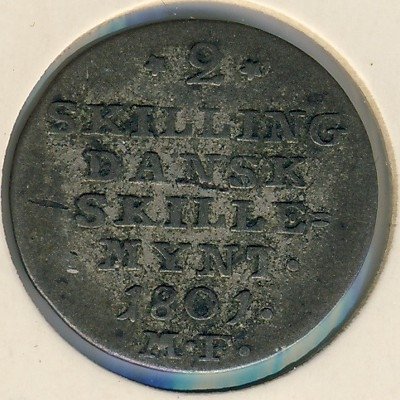 * 2 *
SKILLING
DANSK
SKILLE=
· MYNT ·
1801.
M·P·